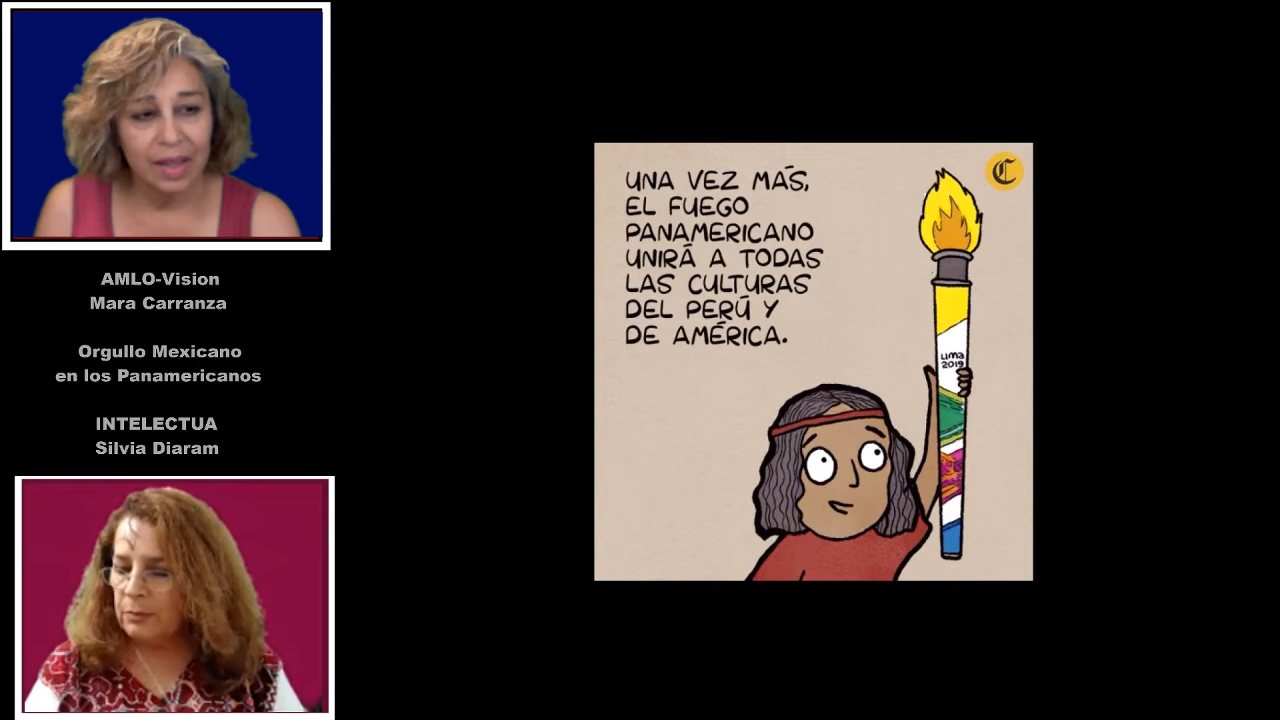 AMLO-Vision
Mara Carranza
Orgullo Mexicano
en los Panamericanos
INTELECTUA
Silvia Diaram
UNA VEZ MÁS,
EL FUEGO
PANAMERICANO
UNIRÁ A TODAS
LAS CULTURAS
DEL PERÚ Y
DE AMÉRICA.
C
LIMA
2019